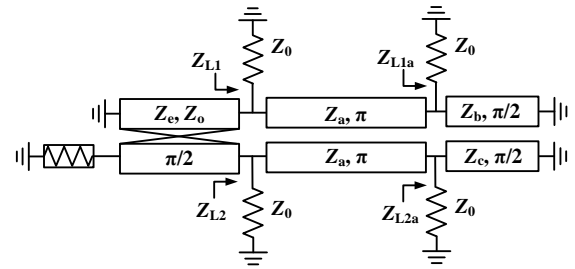 Z0 Z0
ZL1 ZL1a
Ze, Zo Za, π Zb, π/2
π/2 Za, π Zc, π/2
ZL2 Z0 ZL2a Z0